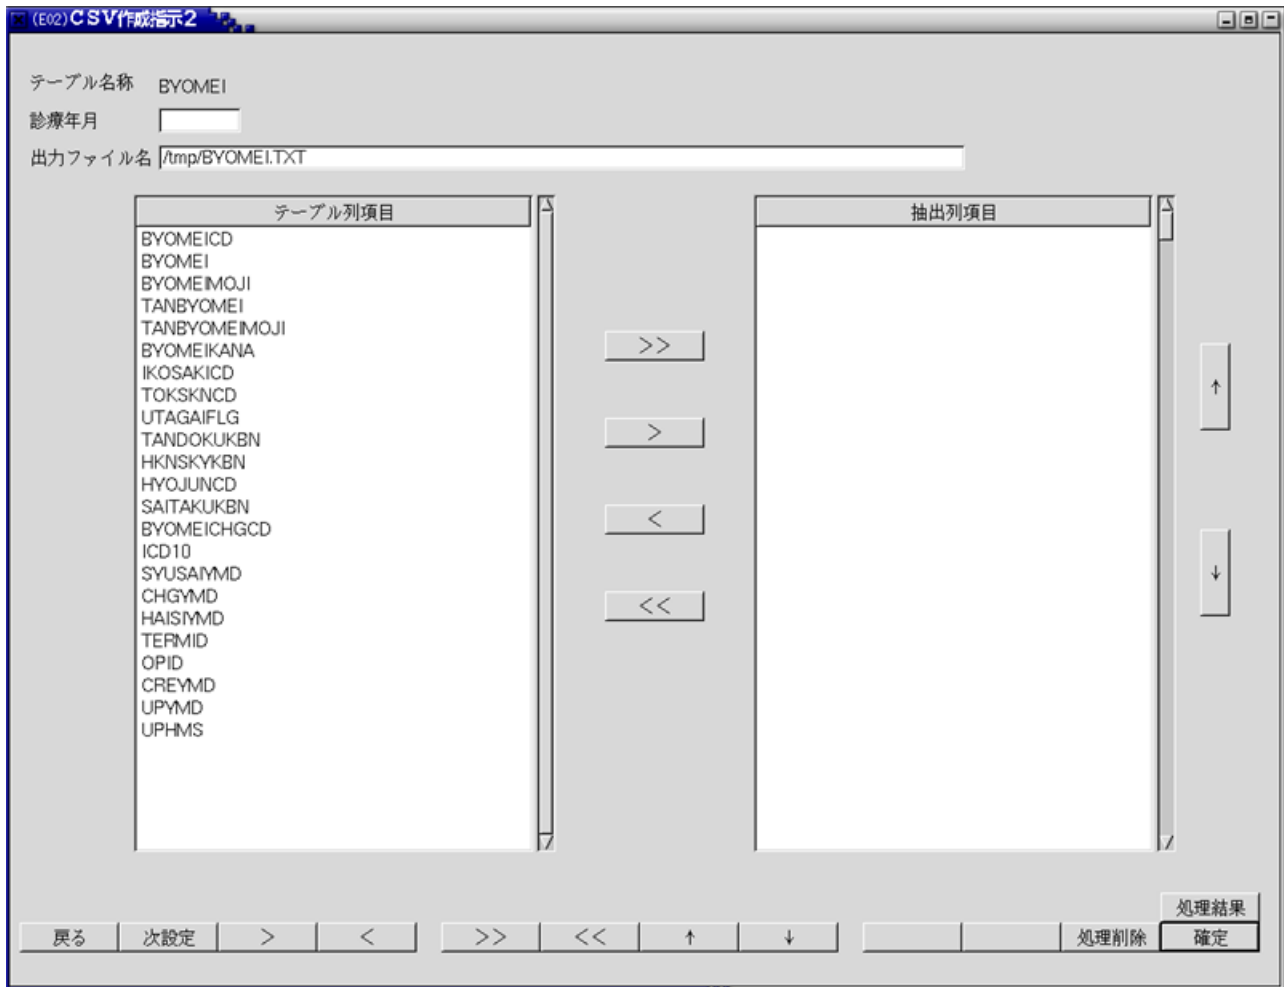 (E02)CSV作成指示2
テーブル名称 BYOMEI
診療年月
出力ファイル名 /tmp/BYOMEI.TXT
テーブル列項目
BYOMEICD
BYOMEI
BYOMEIMOJI
TANBYOMEI
TANBYOMEIMOJI
BYOMEIKANA
IKOSAKICD
TOKSKNCD
UTAGAIFLG
TANDOKUKBN
HKNSKYKBN
HYOJUNCD
SAITAKUKBN
BYOMEICHGCD
ICD10
SYUSAIYMD
CHGYMD
HAISIYMD
TERMID
OPID
CREYMD
UPYMD
UPHMS
>>
>
<
<<
抽出列項目
↑
↓
処理結果
戻る 次設定 > < >> << ↑ ↓ 処理削除 確定